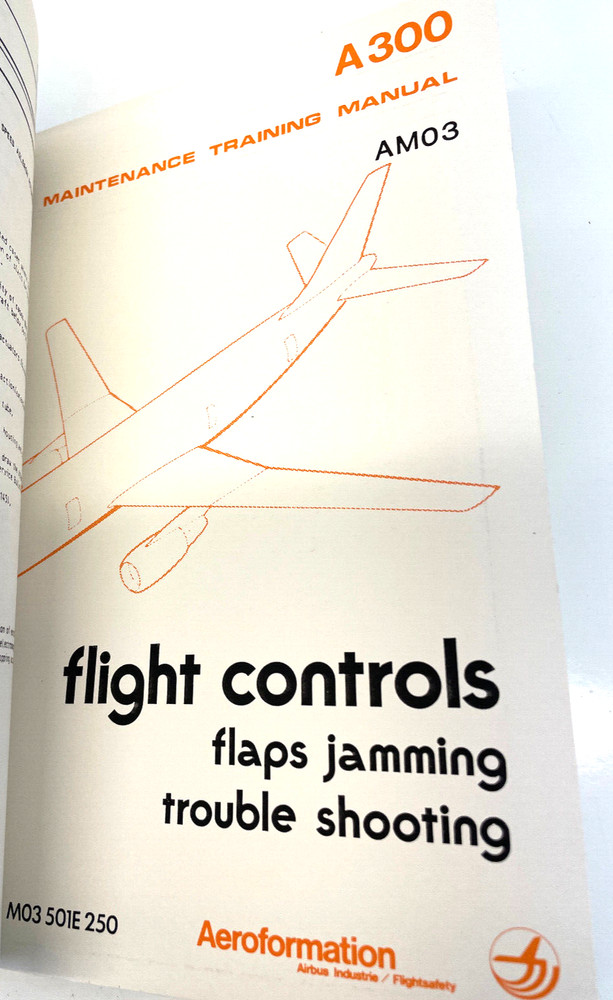 A300
MAINTENANCE TRAINING MANUAL
AM03
flight controls
flaps jamming
trouble shooting
M03 501E 250
Aeroformation
Airbus Industrie / Flightsafety